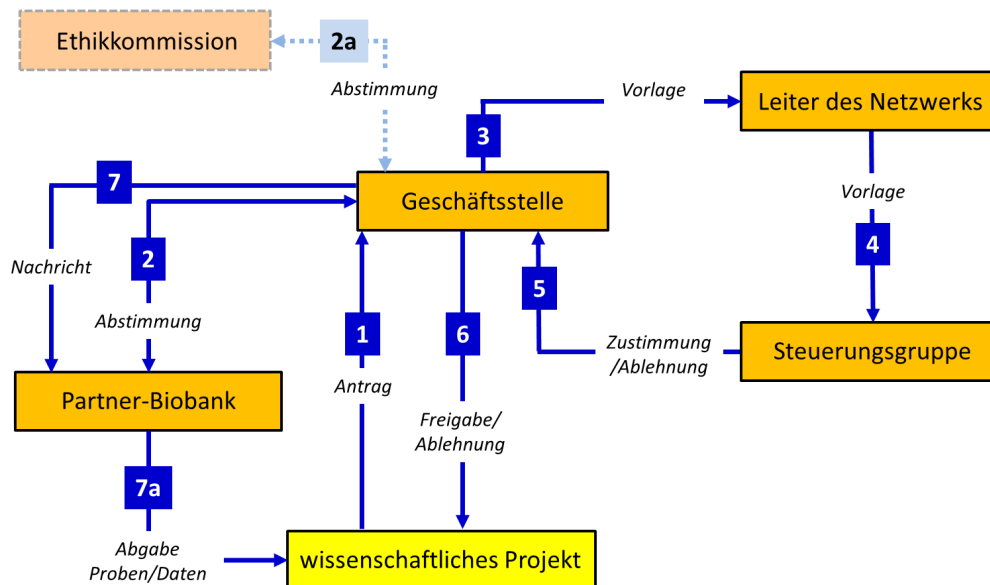 Ethikkommission
2a
Abstimmung
Vorlage
Leiter des Netzwerks
3
7
Geschäftsstelle
Vorlage
2
4
Nachricht
5
Abstimmung
1
6
Zustimmung
/Ablehnung
Steuerungsgruppe
Antrag
Partner-Biobank
Freigabe/
Ablehnung
7a
Abgabe
Proben/Daten
wissenschaftliches Projekt